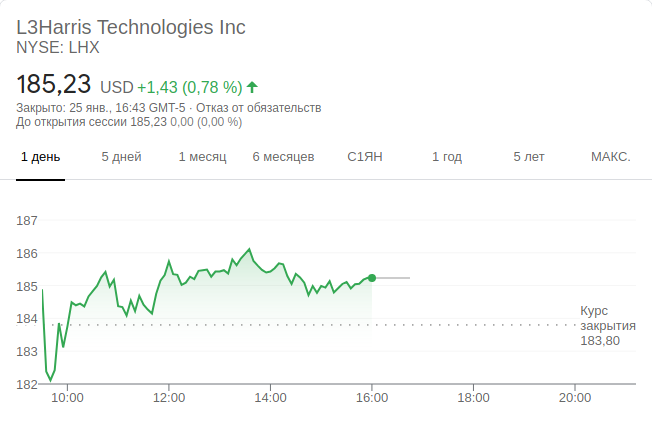 L3Harris Technologies Inc
NYSE: LHX
185,23 USD +1,43 (0,78 %)
Закрыто: 25 янв., 16:43 GMT-5 · Отказ от обязательств
До открытия сессии 185,23 0,00 (0,00 %)
1 день 5 дней 1 месяц 6 месяцев С1ЯН 1 год 5 лет МАКС.
187
186
185
184
183
182
Курс
закрытия
183,80
10:00 12:00 14:00 16:00 18:00 20:00